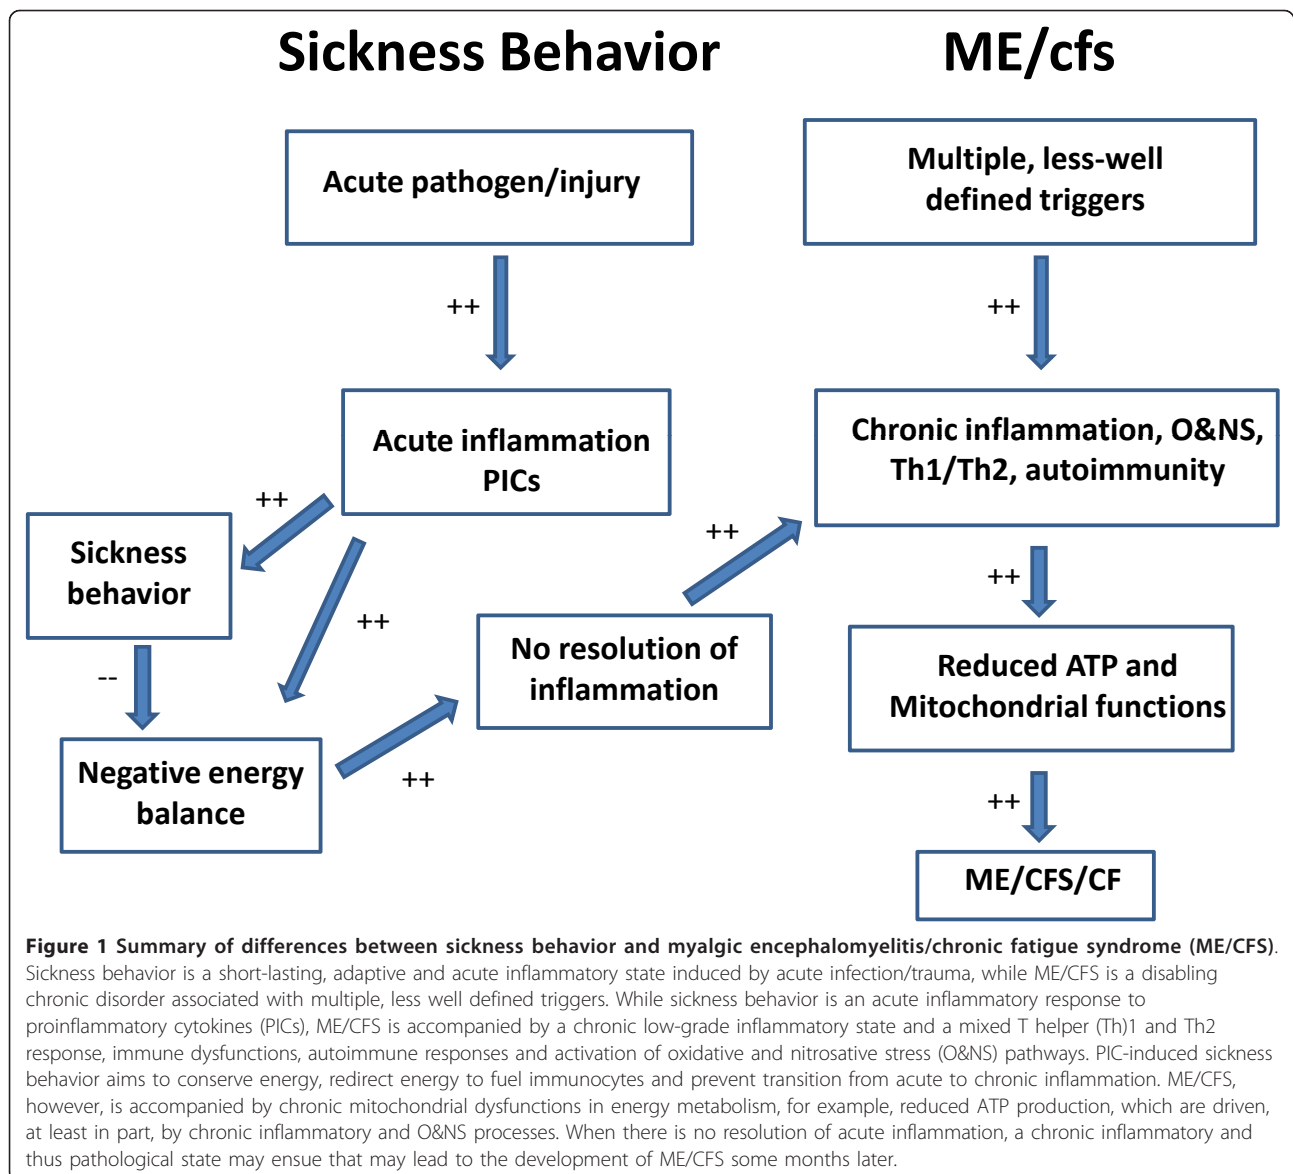 Sickness Behavior
ME/cfs
Acute pathogen/injury
Multiple, less-well
defined triggers
++
++
Acute inflammation
PICs
Chronic inflammation, O&NS,
Th1/Th2, autoimmunity
++
++
++
++
Sickness
behavior
No resolution of
inflammation
Reduced ATP and
Mitochondrial functions
--
++
++
Negative energy
balance
ME/CFS/CF
Figure 1 Summary of differences between sickness behavior and myalgic encephalomyelitis/chronic fatigue syndrome (ME/CFS).
Sickness behavior is a short-lasting, adaptive and acute inflammatory state induced by acute infection/trauma, while ME/CFS is a disabling
chronic disorder associated with multiple, less well defined triggers. While sickness behavior is an acute inflammatory response to
proinflammatory cytokines (PICs), ME/CFS is accompanied by a chronic low-grade inflammatory state and a mixed T helper (Th)1 and Th2
response, immune dysfunctions, autoimmune responses and activation of oxidative and nitrosative stress (O&NS) pathways. PIC-induced sickness
behavior aims to conserve energy, redirect energy to fuel immunocytes and prevent transition from acute to chronic inflammation. ME/CFS,
however, is accompanied by chronic mitochondrial dysfunctions in energy metabolism, for example, reduced ATP production, which are driven,
at least in part, by chronic inflammatory and O&NS processes. When there is no resolution of acute inflammation, a chronic inflammatory and
thus pathological state may ensue that may lead to the development of ME/CFS some months later.